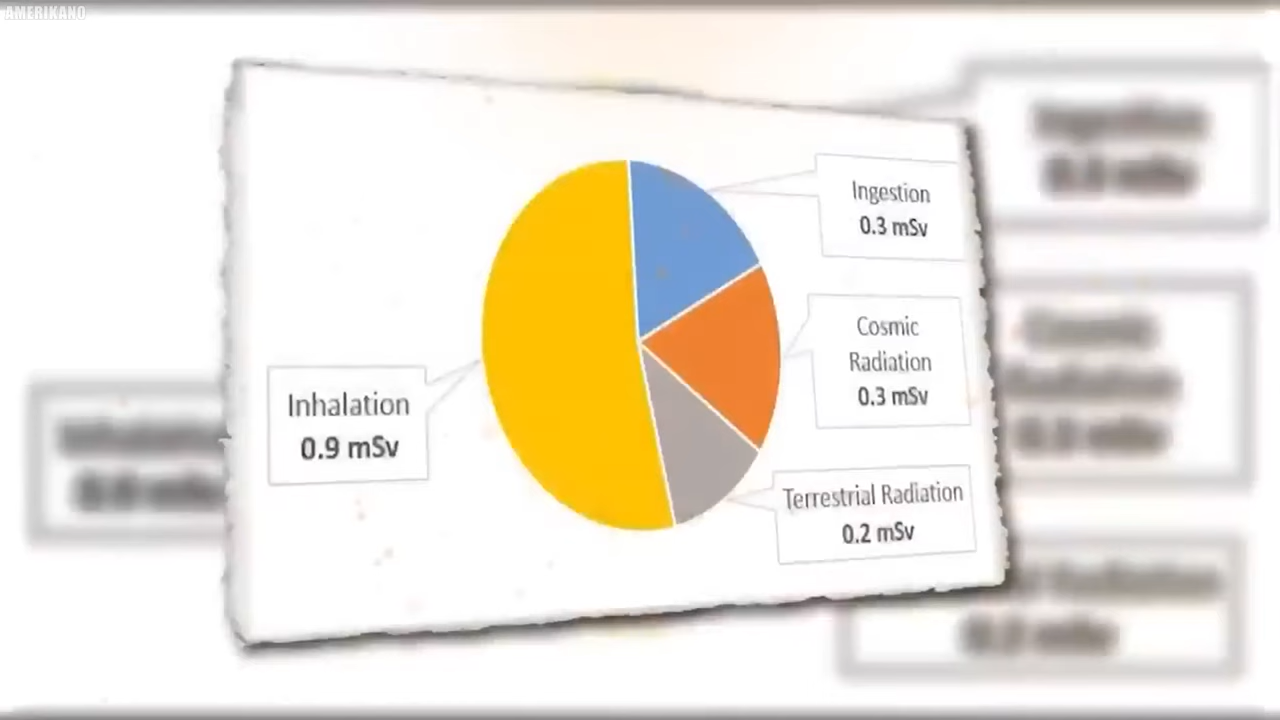 AMERIKANO
Ingestion
0.3 mSv
Cosmic
Radiation
0.3 mSv
Inhalation
0.9 mSv
Terrestrial Radiation
0.2 mSv